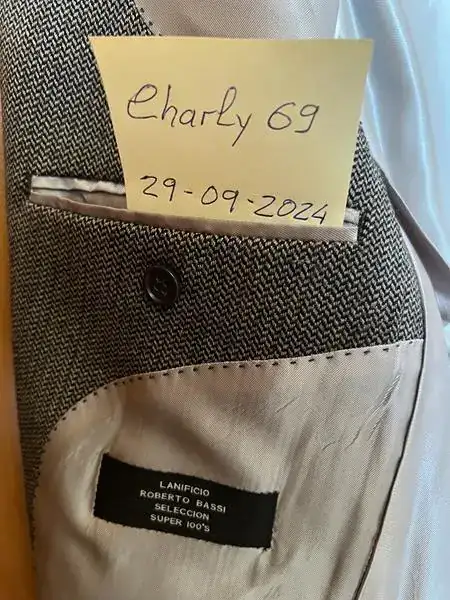 Charly 69
29-09-2024
LANIFICIO
ROBERTO BASSI
SELECCION
SUPER 100'S